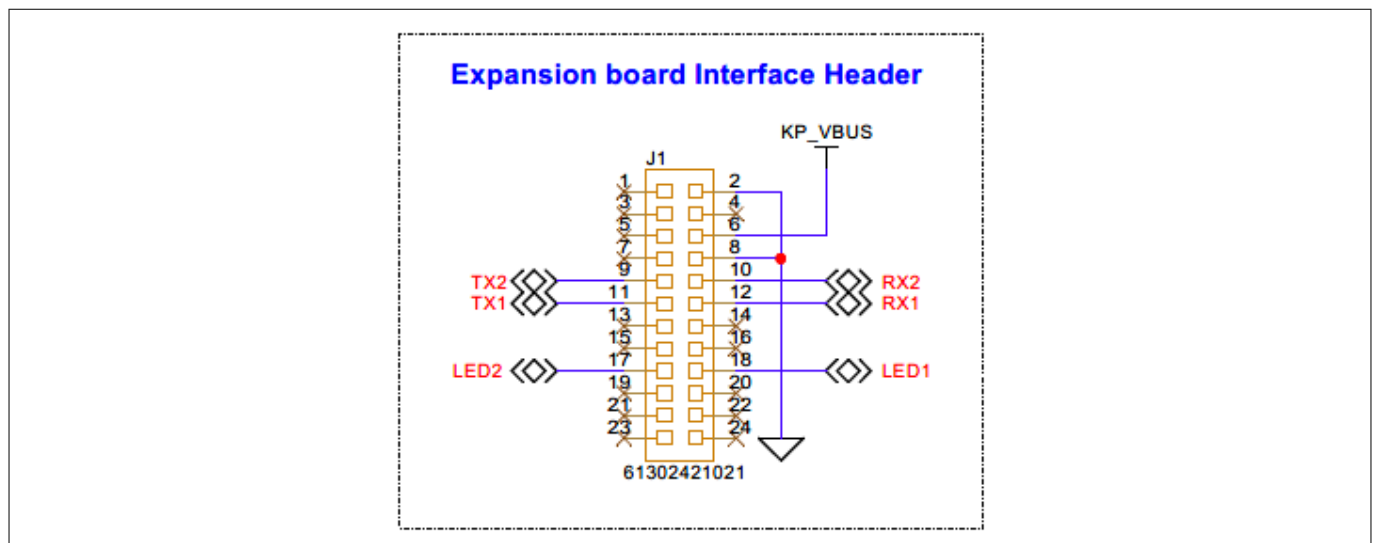 Expansion board Interface Header
KP_VBUS
J1
1 2
3 4
5 6
7 8
TX2 9 10 RX2
TX1 11 12 RX1
13 14
15 16
LED2 17 18 LED1
19 20
21 22
23 24
61302421021